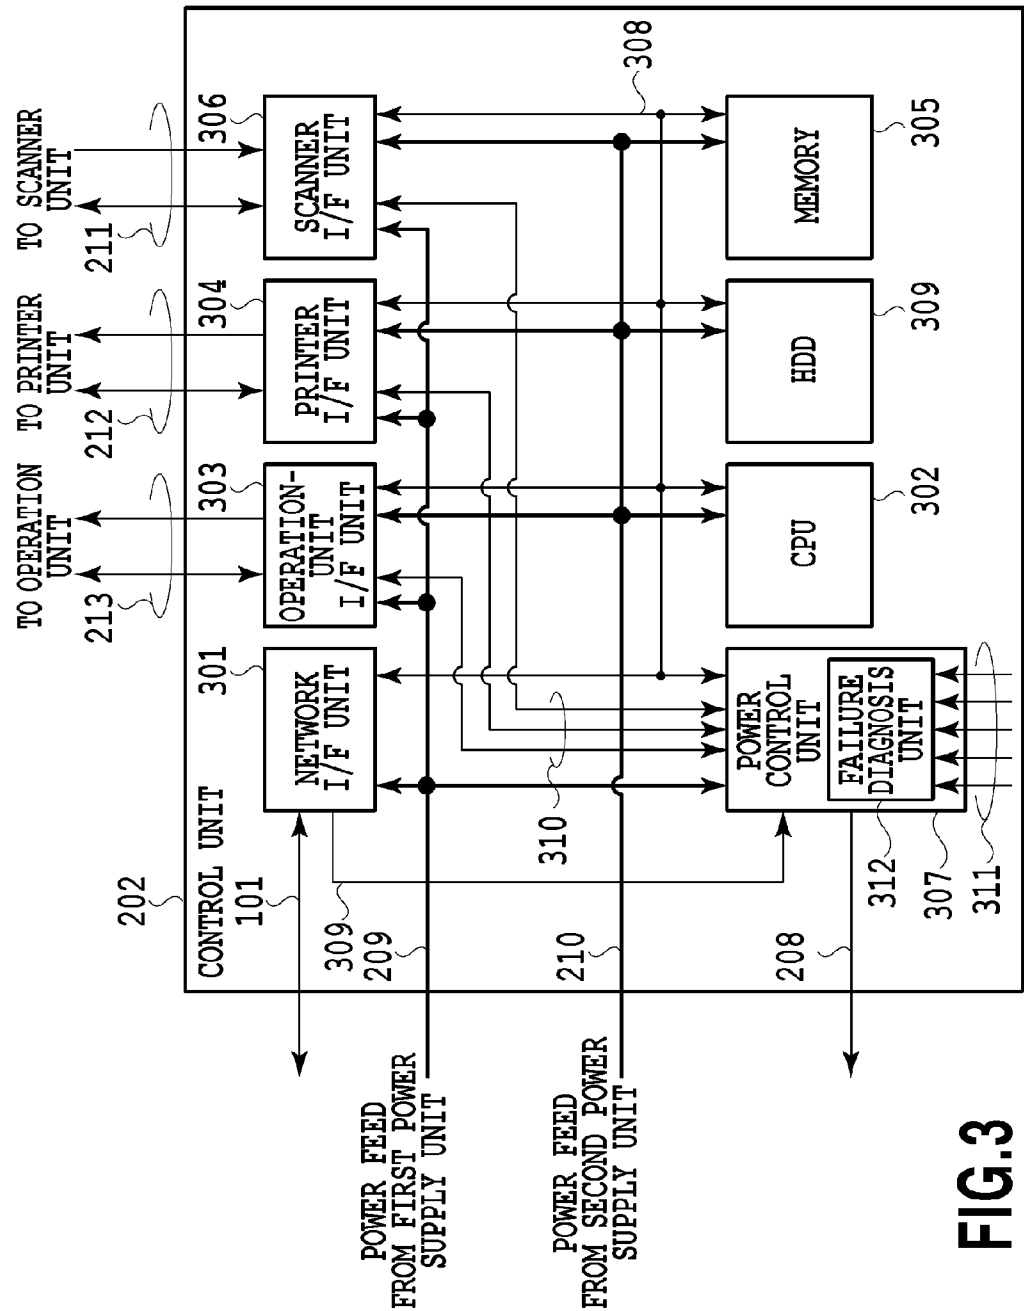 TO OPERATION
UNIT
TO PRINTER
UNIT
TO SCANNER
UNIT
213
212
211
202
CONTROL UNIT
101
301
NETWORK
I/F UNIT
303
OPERATION-
UNIT
I/F UNIT
304
PRINTER
I/F UNIT
306
SCANNER
I/F UNIT
309
209
POWER FEED
FROM FIRST POWER
SUPPLY UNIT
310
308
210
POWER FEED
FROM SECOND POWER
SUPPLY UNIT
POWER
CONTROL
UNIT
FAILURE
DIAGNOSIS
UNIT
CPU
302
HDD
309
MEMORY
305
208
312
307
311
FIG.3